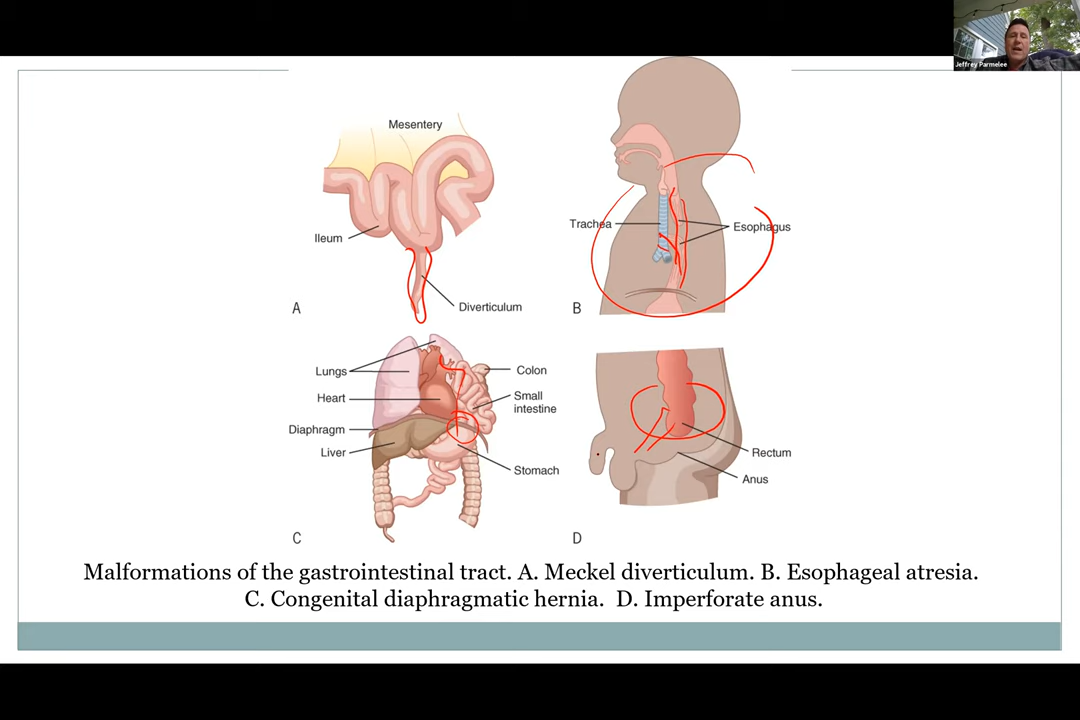 Jeffrey Parmelee
Mesentery
Ileum
Diverticulum
A
Trachea
Esophagus
B
Lungs
Heart
Diaphragm
Liver
Colon
Small
intestine
Stomach
C
Rectum
Anus
D
Malformations of the gastrointestinal tract. A. Meckel diverticulum. B. Esophageal atresia.
C. Congenital diaphragmatic hernia. D. Imperforate anus.